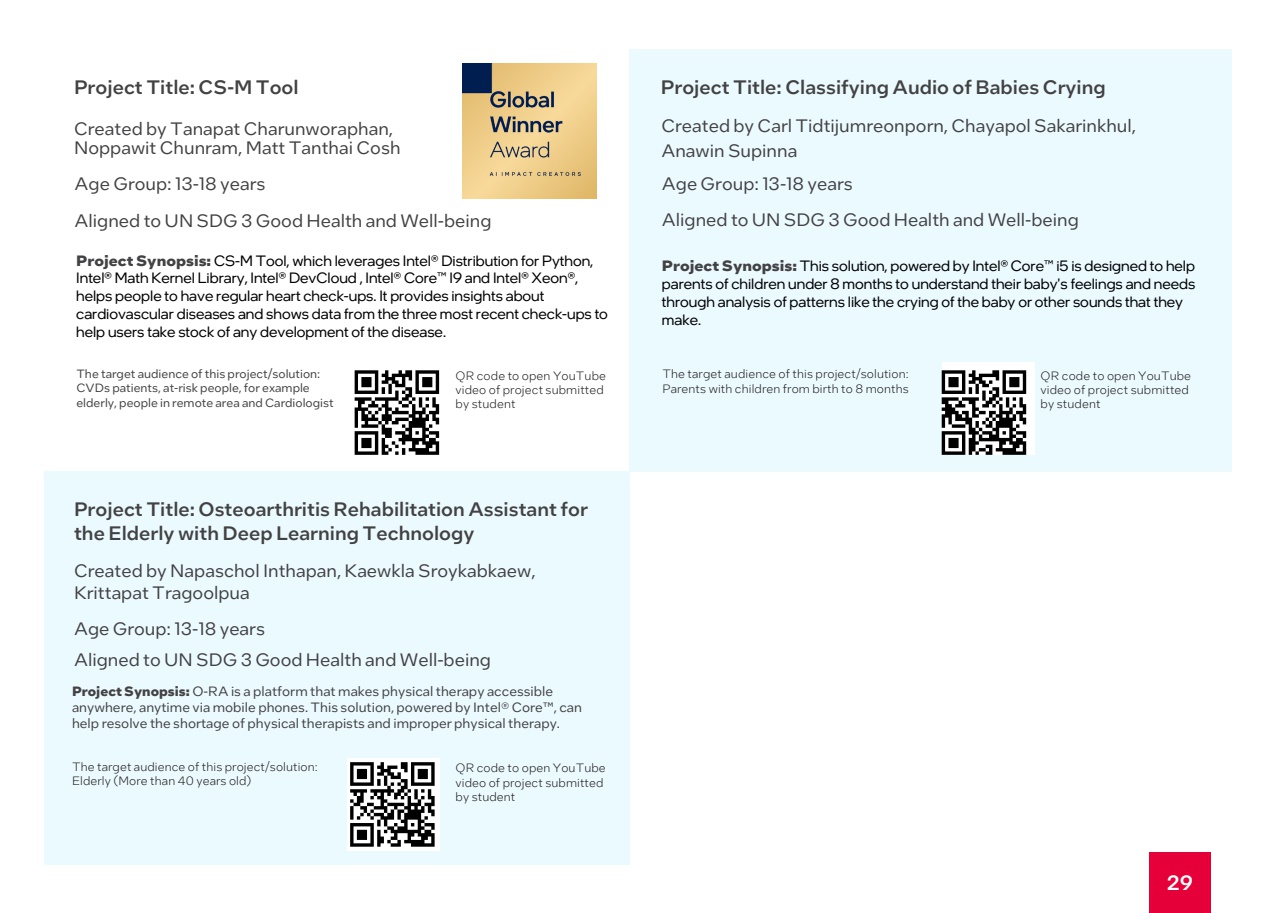 Project Title: CS-M Tool
Global
Winner
Award
AI IMPACT CREATORS
Created by Tanapat Charunworaphan,
Noppawit Chunram, Matt Tanthai Cosh
Age Group: 13-18 years
Aligned to UN SDG 3 Good Health and Well-being
Project Synopsis: CS-M Tool, which leverages Intel® Distribution for Python,
Intel® Math Kernel Library, Intel® DevCloud , Intel® Core™ I9 and Intel® Xeon®,
helps people to have regular heart check-ups. It provides insights about
cardiovascular diseases and shows data from the three most recent check-ups to
help users take stock of any development of the disease.
The target audience of this project/solution:
CVDs patients, at-risk people, for example
elderly, people in remote area and Cardiologist
QR code to open YouTube
video of project submitted
by student
Project Title: Classifying Audio of Babies Crying
Created by Carl Tidtijumreonporn, Chayapol Sakarinkhul,
Anawin Supinna
Age Group: 13-18 years
Aligned to UN SDG 3 Good Health and Well-being
Project Synopsis: This solution, powered by Intel® Core™ i5 is designed to help
parents of children under 8 months to understand their baby's feelings and needs
through analysis of patterns like the crying of the baby or other sounds that they
make.
The target audience of this project/solution:
Parents with children from birth to 8 months
QR code to open YouTube
video of project submitted
by student
Project Title: Osteoarthritis Rehabilitation Assistant for
the Elderly with Deep Learning Technology
Created by Napaschol Inthapan, Kaewkla Sroykabkaew,
Krittapat Tragoolpua
Age Group: 13-18 years
Aligned to UN SDG 3 Good Health and Well-being
Project Synopsis: O-RA is a platform that makes physical therapy accessible
anywhere, anytime via mobile phones. This solution, powered by Intel® Core™, can
help resolve the shortage of physical therapists and improper physical therapy.
The target audience of this project/solution:
Elderly (More than 40 years old)
QR code to open YouTube
video of project submitted
by student
29